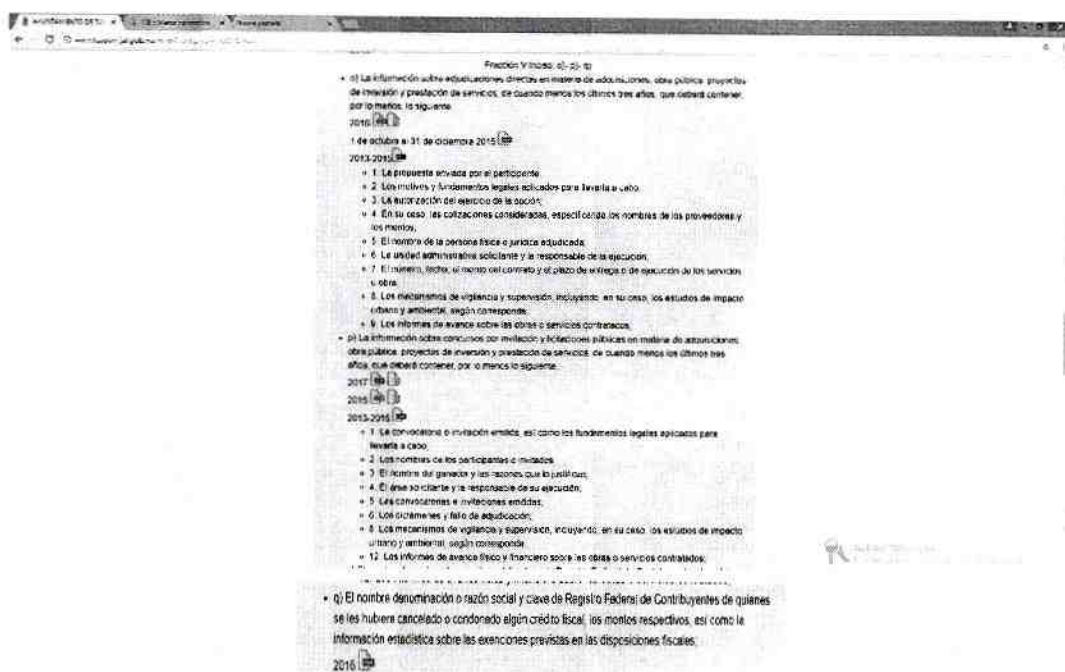 Fracción V incisos: o)- p)- q)
• o) La información sobre adjudicaciones directas en materia de adquisiciones, obra pública, proyectos
de inversión y prestación de servicios, de cuando menos los últimos tres años, que deberá contener,
por lo menos, lo siguiente:
2016
1 de octubre al 31 de diciembre 2015
2013-2015
1. La propuesta enviada por el participante;
2. Los motivos y fundamentos legales aplicados para llevarla a cabo;
3. La autorización del ejercicio de la opción;
4. En su caso, las cotizaciones consideradas, especificando los nombres de los proveedores y
los montos;
5. El nombre de la persona física o jurídica adjudicada;
6. La unidad administrativa solicitante y la responsable de la ejecución;
7. El número, fecha, el monto del contrato y el plazo de entrega o de ejecución de los servicios
u obra;
8. Los mecanismos de vigilancia y supervisión, incluyendo, en su caso, los estudios de impacto
urbano y ambiental, según corresponda;
9. Los informes de avance sobre las obras o servicios contratados;
• p) La información sobre concursos por invitación y licitaciones públicas en materia de adquisiciones,
obra pública, proyectos de inversión y prestación de servicios, de cuando menos los últimos tres
años, que deberá contener, por lo menos lo siguiente:
2017
2016
2013-2015
1. La convocatoria o invitación emitida, así como los fundamentos legales aplicados para
llevarla a cabo;
2. Los nombres de los participantes o invitados;
3. El nombre del ganador y las razones que lo justifican;
4. El área solicitante y la responsable de su ejecución;
5. Las convocatorias e invitaciones emitidas;
6. Los dictámenes y fallo de adjudicación;
8. Los mecanismos de vigilancia y supervisión, incluyendo, en su caso, los estudios de impacto
urbano y ambiental, según corresponda;
12. Los informes de avance físico y financiero sobre las obras o servicios contratados;
• q) El nombre denominación o razón social y clave de Registro Federal de Contribuyentes de quienes
se les hubiera cancelado o condonado algún crédito fiscal, los montos respectivos, así como la
información estadística sobre las exenciones previstas en las disposiciones fiscales;
2016